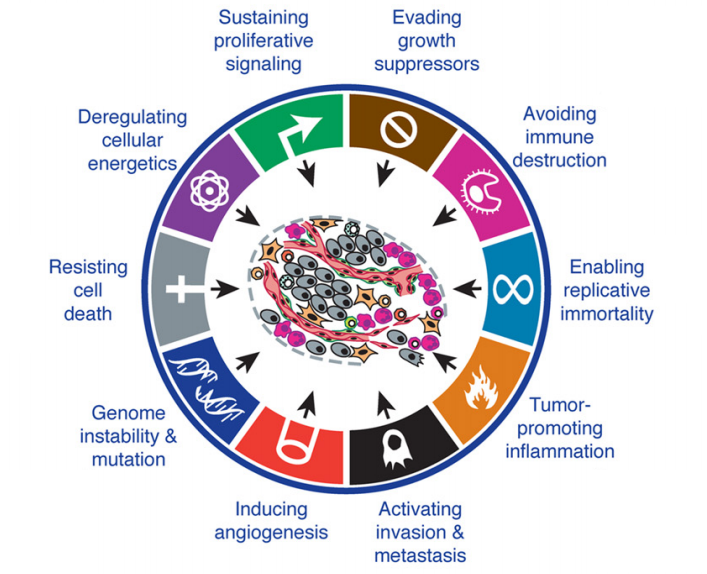 Sustaining
proliferative
signaling
Evading
growth
suppressors
Avoiding
immune
destruction
Enabling
replicative
immortality
Tumor-
promoting
inflammation
Activating
invasion &
metastasis
Inducing
angiogenesis
Genome
instability &
mutation
Resisting
cell
death
Deregulating
cellular
energetics